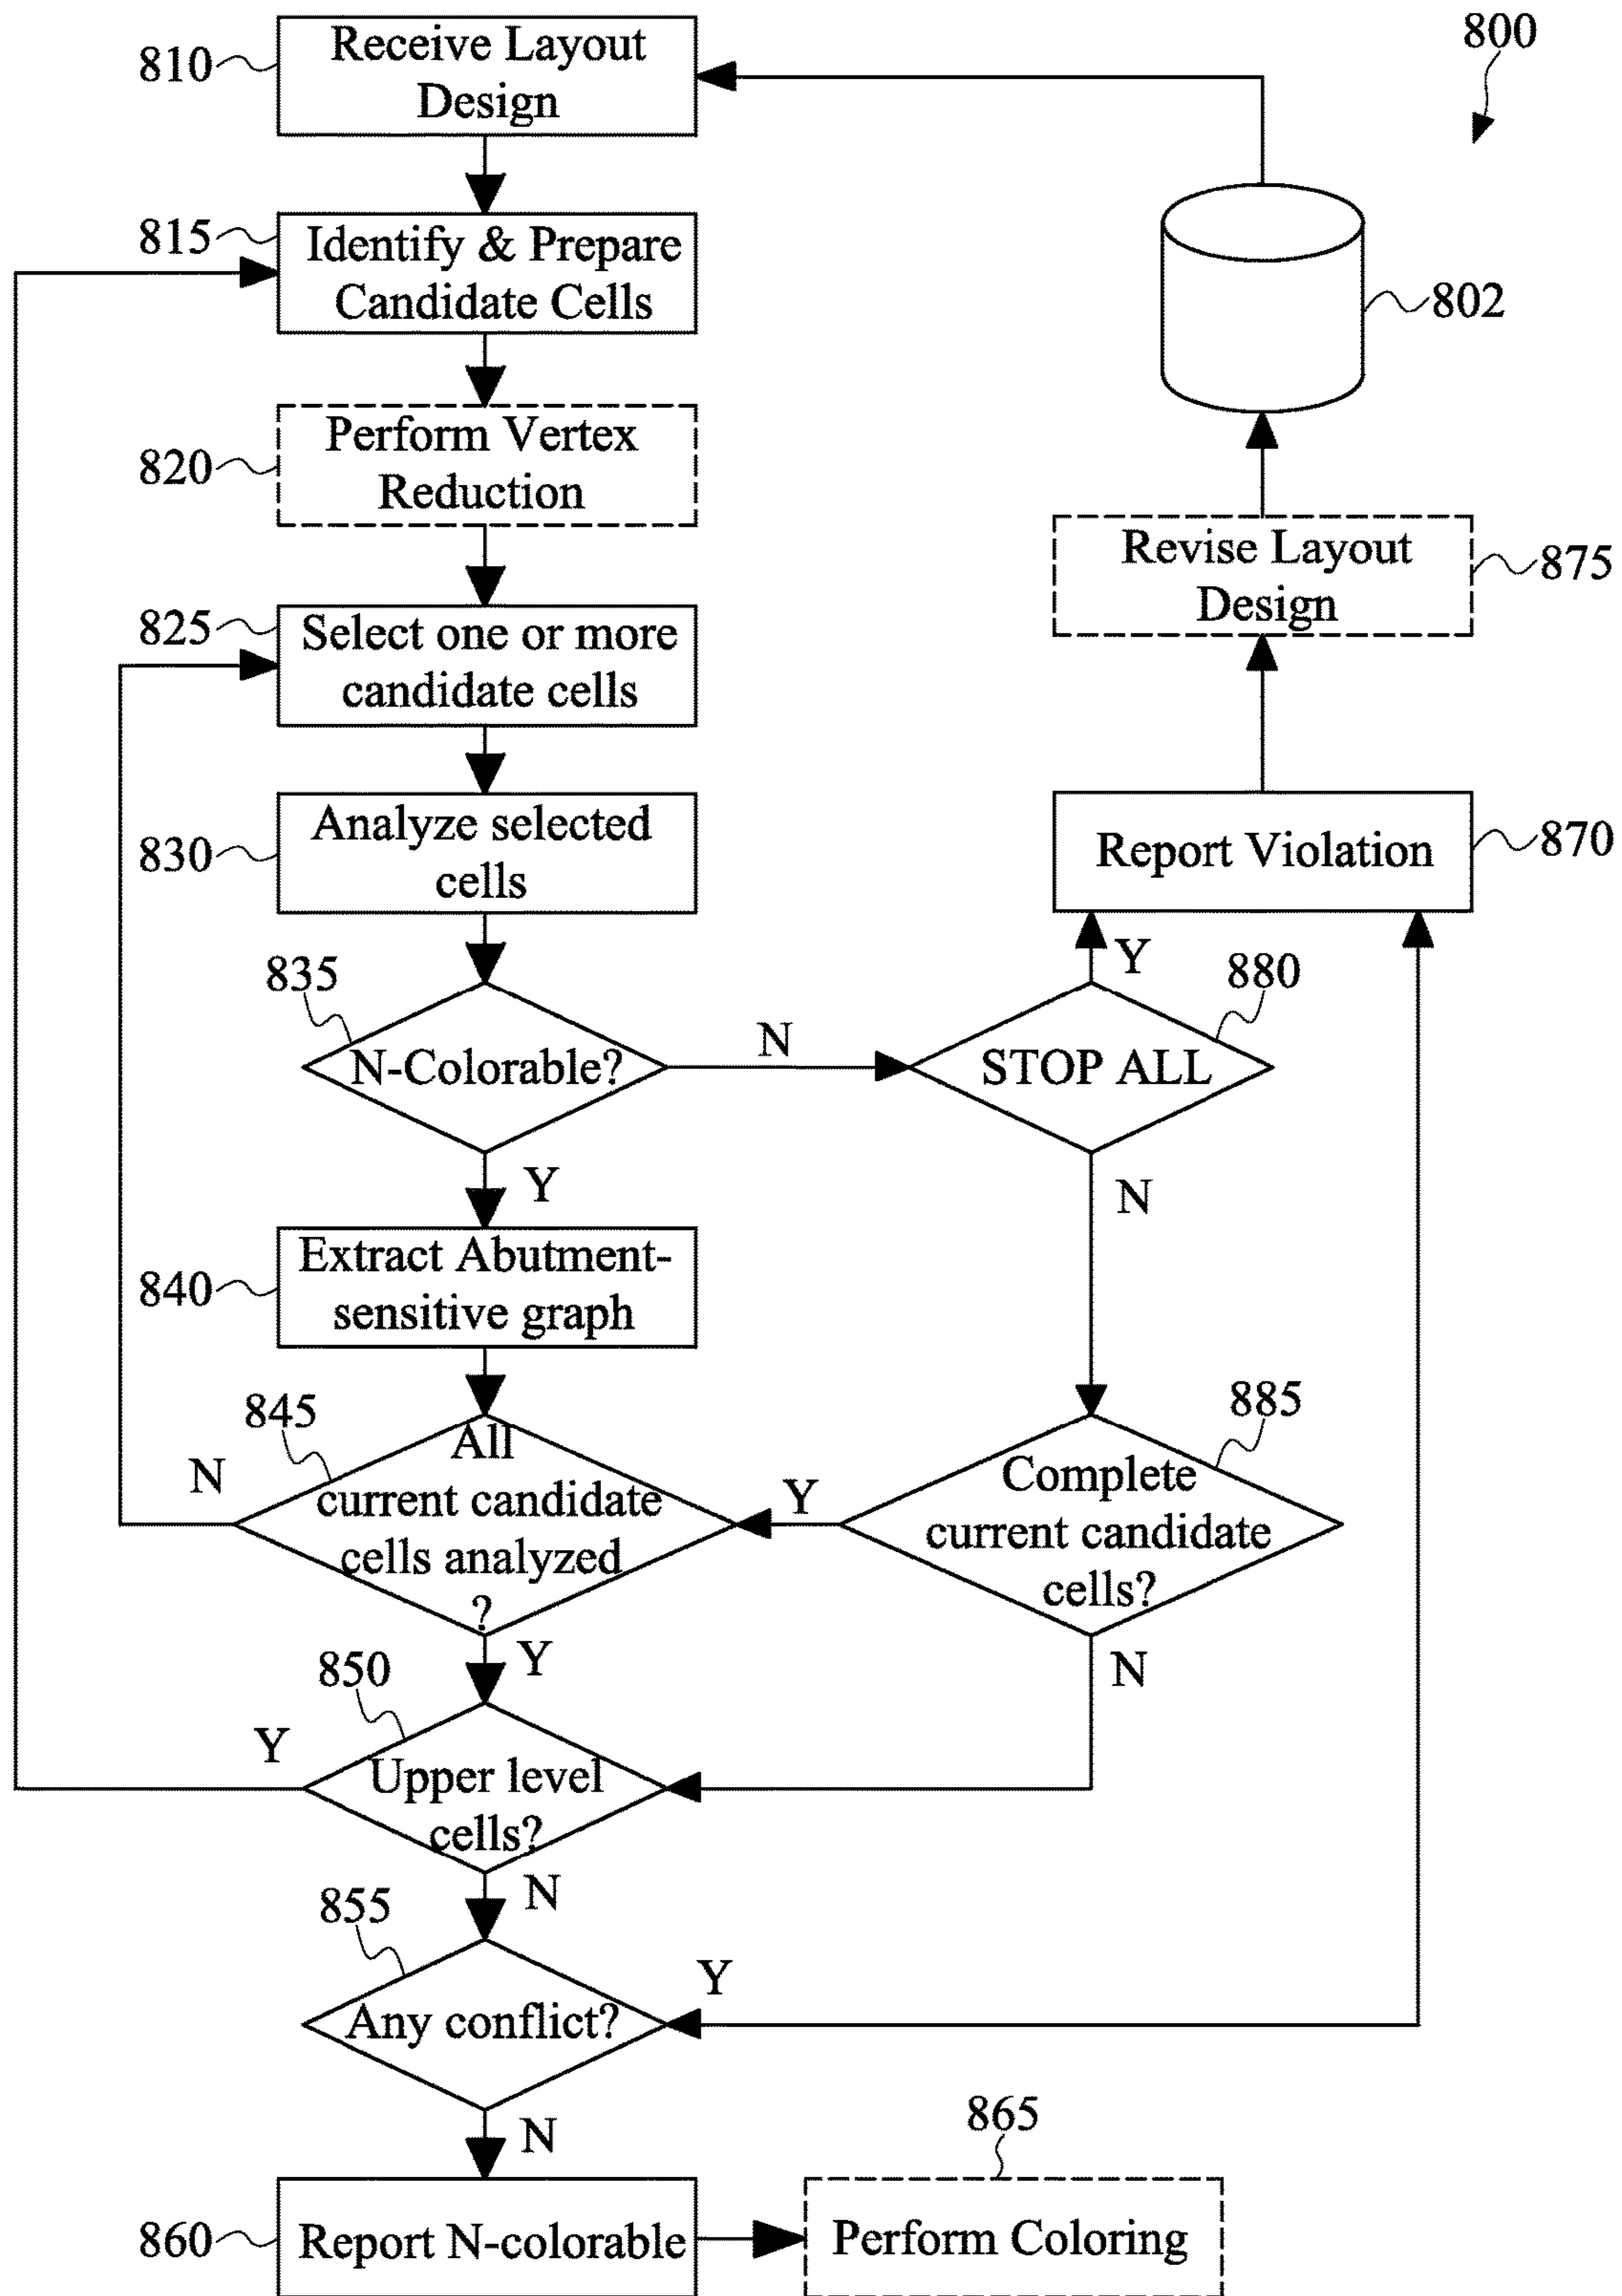 800
810
Receive Layout
Design
815
Identify & Prepare
Candidate Cells
802
820
Perform Vertex
Reduction
875
Revise Layout
Design
825
Select one or more
candidate cells
830
Analyze selected
cells
870
Report Violation
Y
835
880
N-Colorable?
N
STOP ALL
Y
N
840
Extract Abutment-
sensitive graph
845
885
N
All
current candidate
cells analyzed
?
Y
Complete
current candidate
cells?
Y
N
850
Y
Upper level
cells?
N
855
Y
Any conflict?
N
865
860
Report N-colorable
Perform Coloring